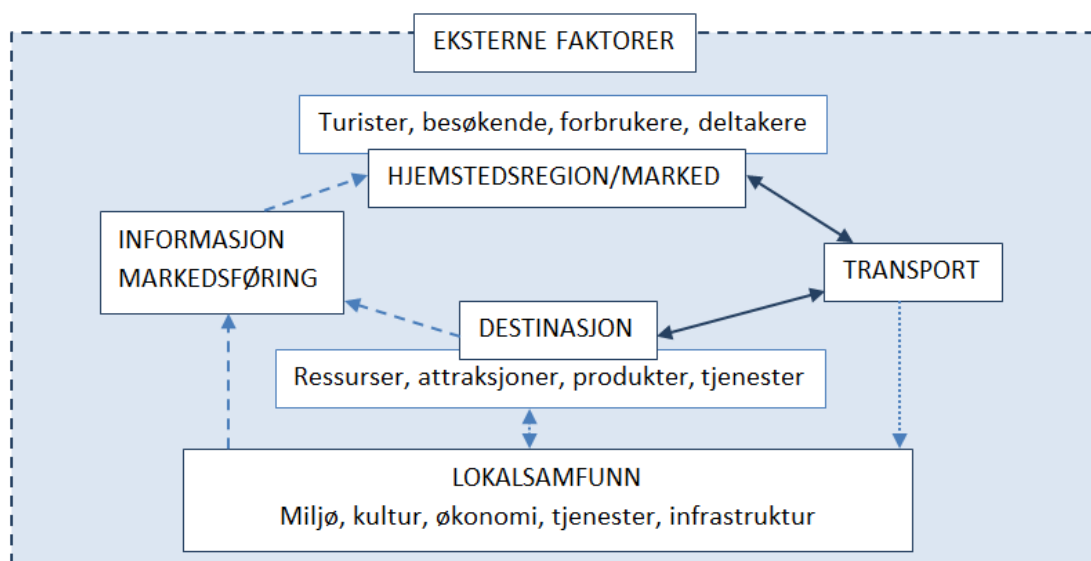 EKSTERNE FAKTORER
Turister, besøkende, forbrukere, deltakere
HJEMSTEDSREGION/MARKED
INFORMASJON
MARKEDSFØRING
TRANSPORT
DESTINASJON
Ressurser, attraksjoner, produkter, tjenester
LOKALSAMFUNN
Miljø, kultur, økonomi, tjenester, infrastruktur